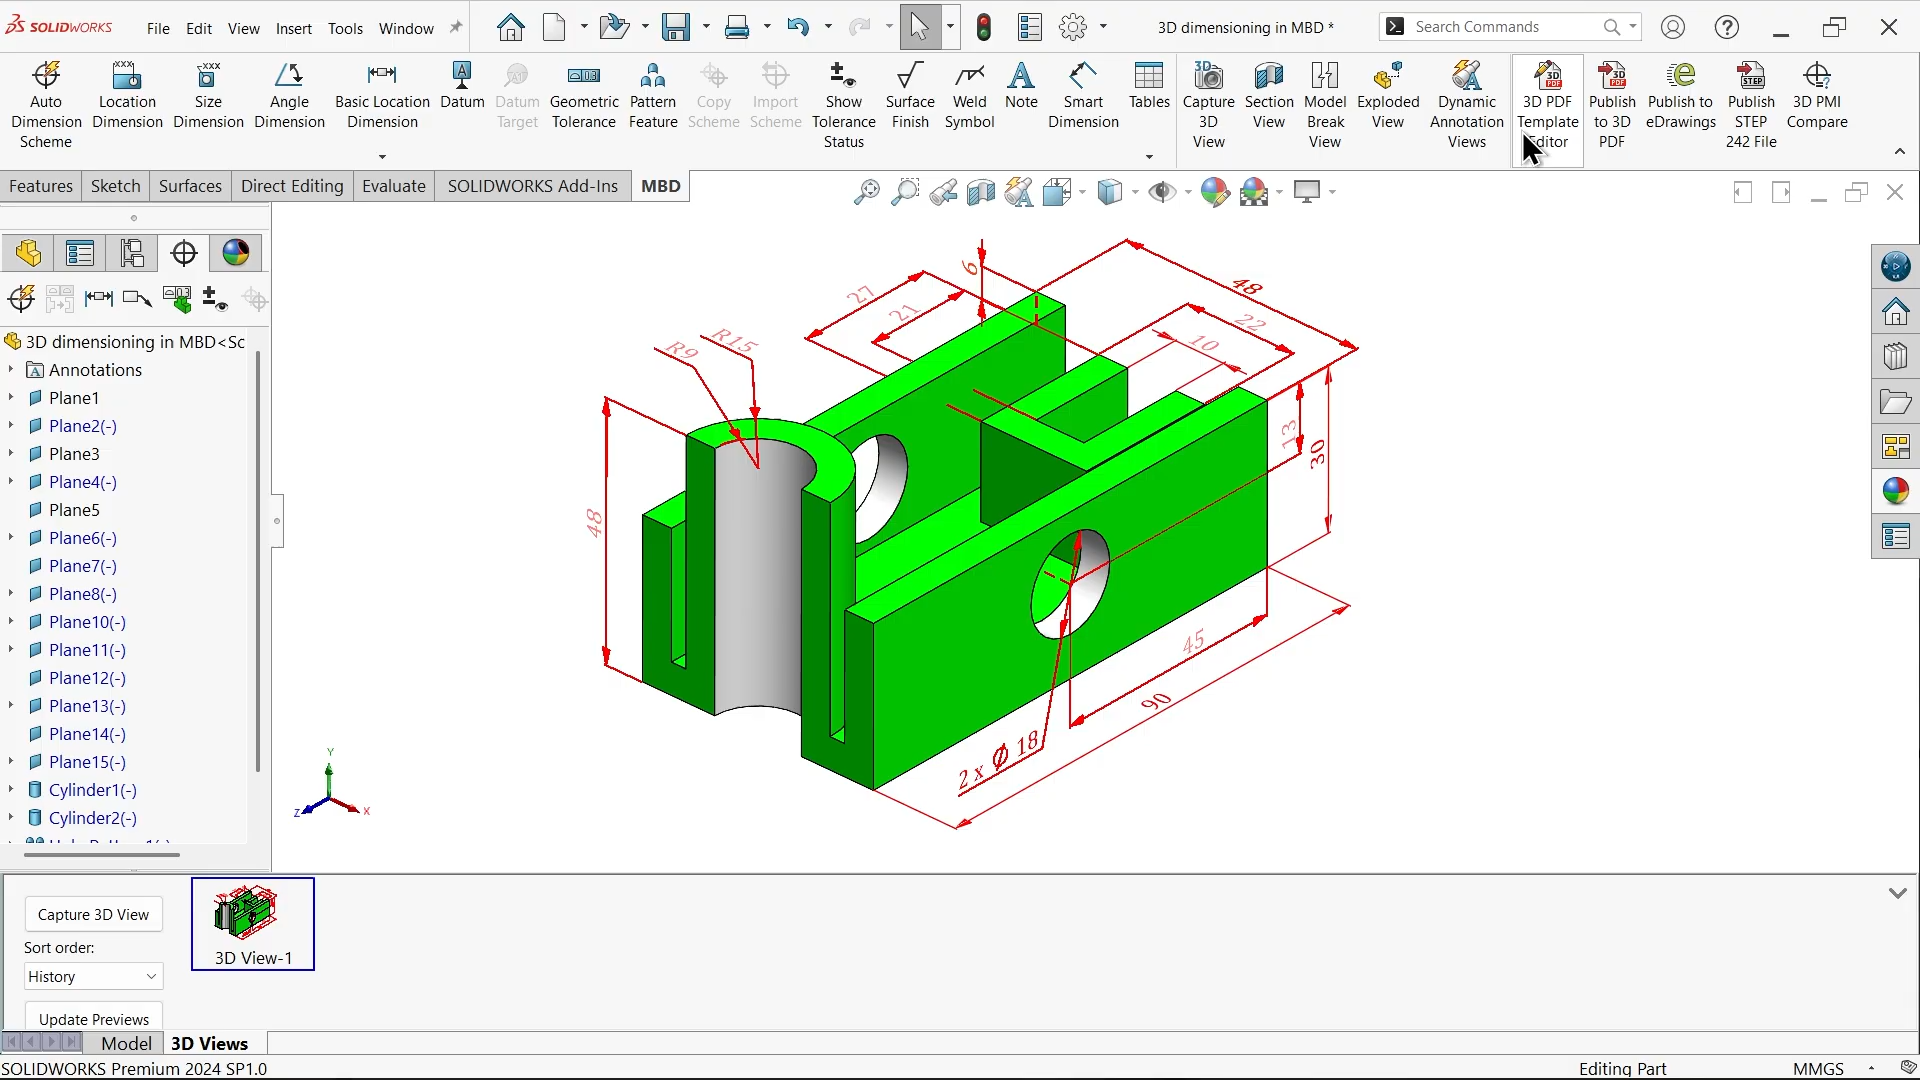 SOLIDWORKS File Edit View Insert Tools Window
3D dimensioning in MBD *
Search Commands
Auto Dimension Scheme
Location Dimension
Size Dimension
Angle Dimension
Basic Location Dimension
Datum
Datum Target
Geometric Tolerance
Pattern Feature
Copy Scheme
Import Scheme
Show Tolerance Status
Surface Finish
Weld Symbol
Note
Smart Dimension
Tables
Capture 3D View
Section View
Model Break View
Exploded View
Dynamic Annotation Views
3D PDF Template
Publish to 3D PDF
Publish to eDrawings
Publish STEP 242 File
3D PMI Compare
Features Sketch Surfaces Direct Editing Evaluate SOLIDWORKS Add-Ins MBD
3D dimensioning in MBD<Sc
Annotations
Plane1
Plane2(-)
Plane3
Plane4(-)
Plane5
Plane6(-)
Plane7(-)
Plane8(-)
Plane10(-)
Plane11(-)
Plane12(-)
Plane13(-)
Plane14(-)
Plane15(-)
Cylinder1(-)
Cylinder2(-)
6
48
27
21
22
10
R9
R15
13
30
48
45
90
2 x Ø 18
Y
Z
X
Capture 3D View
Sort order:
History
Update Previews
3D View-1
Model 3D Views
SOLIDWORKS Premium 2024 SP1.0
Editing Part
MMGS